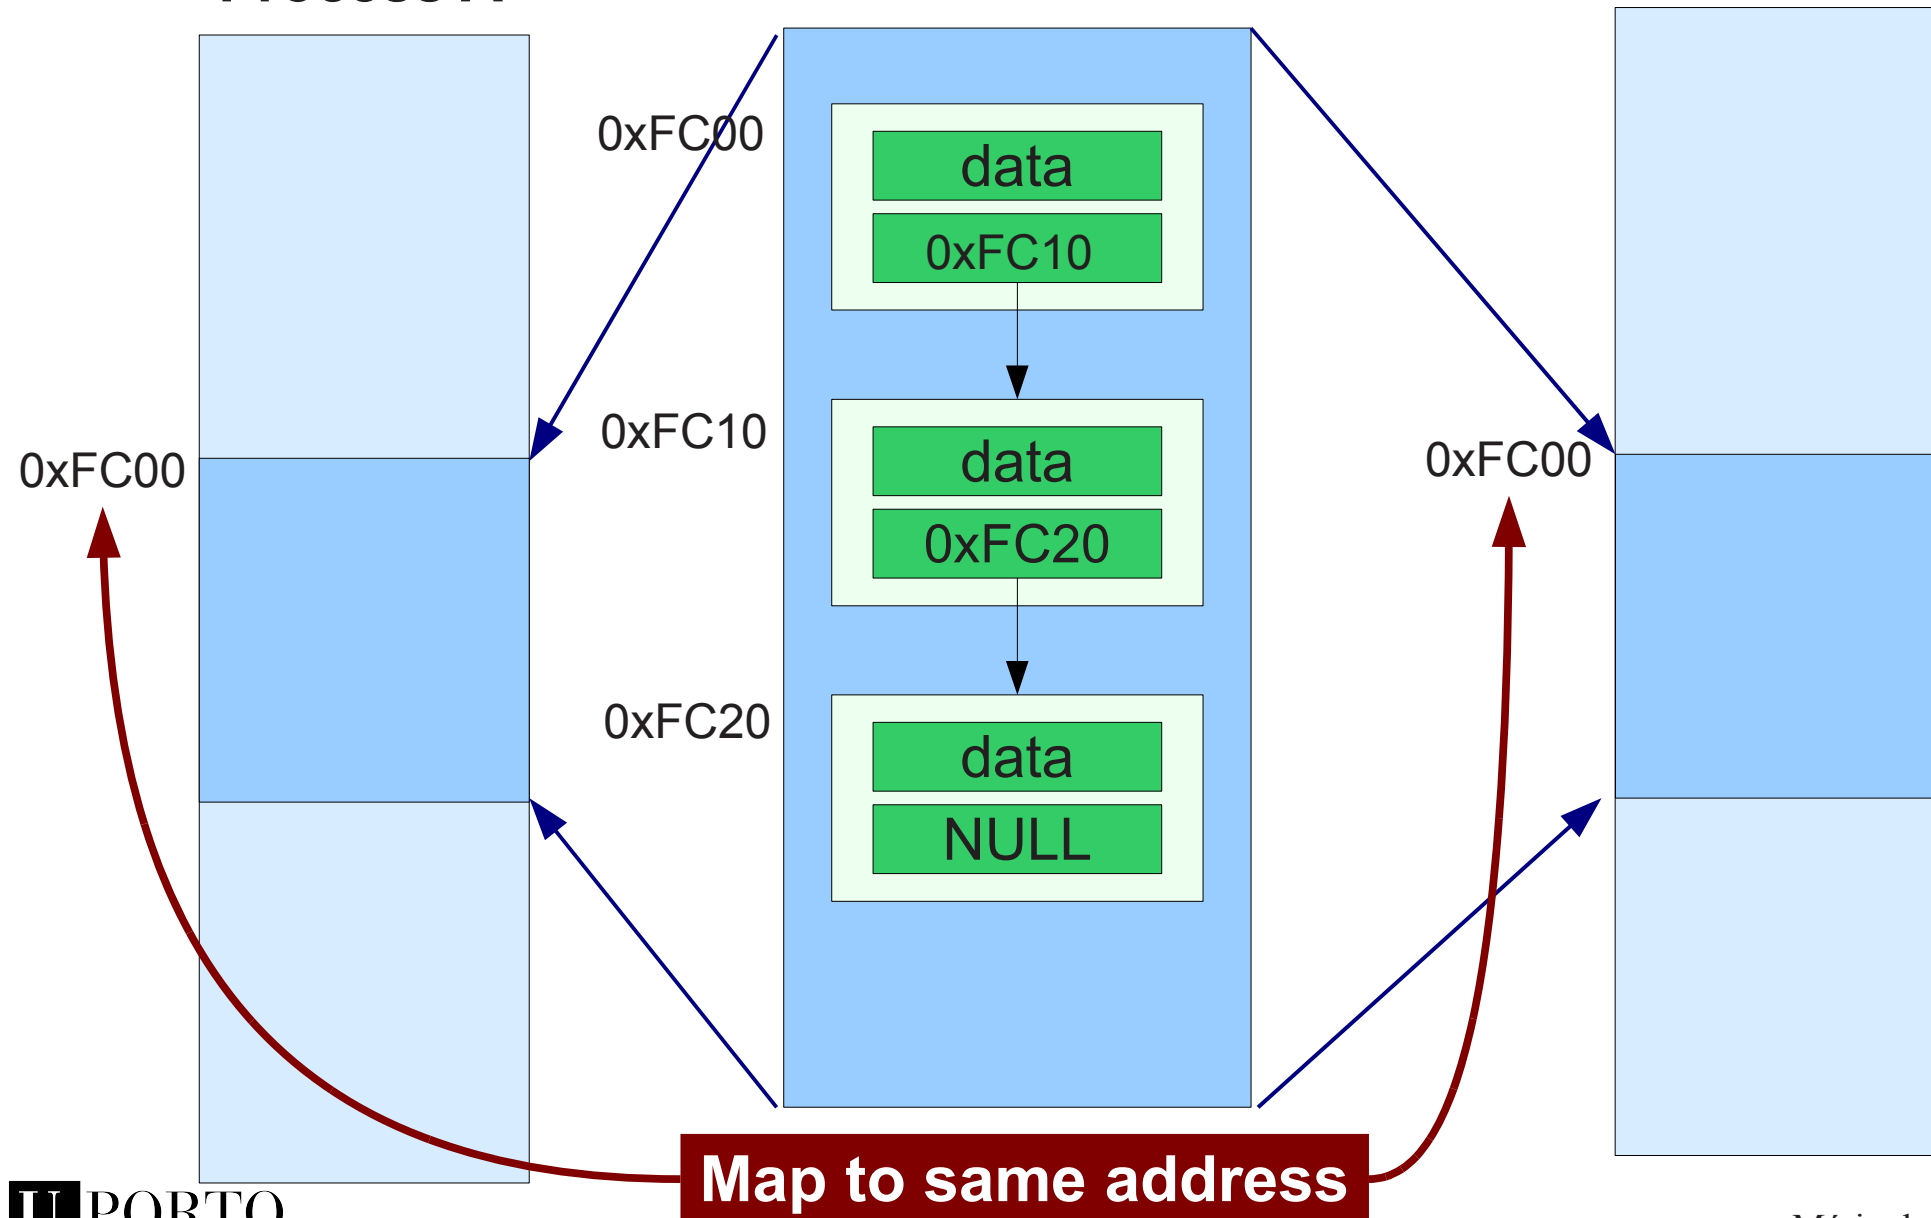 0xFC00
data
0xFC10
0xFC10
data
0xFC20
0xFC00
0xFC00
0xFC20
data
NULL
Map to same address
U.PORTO